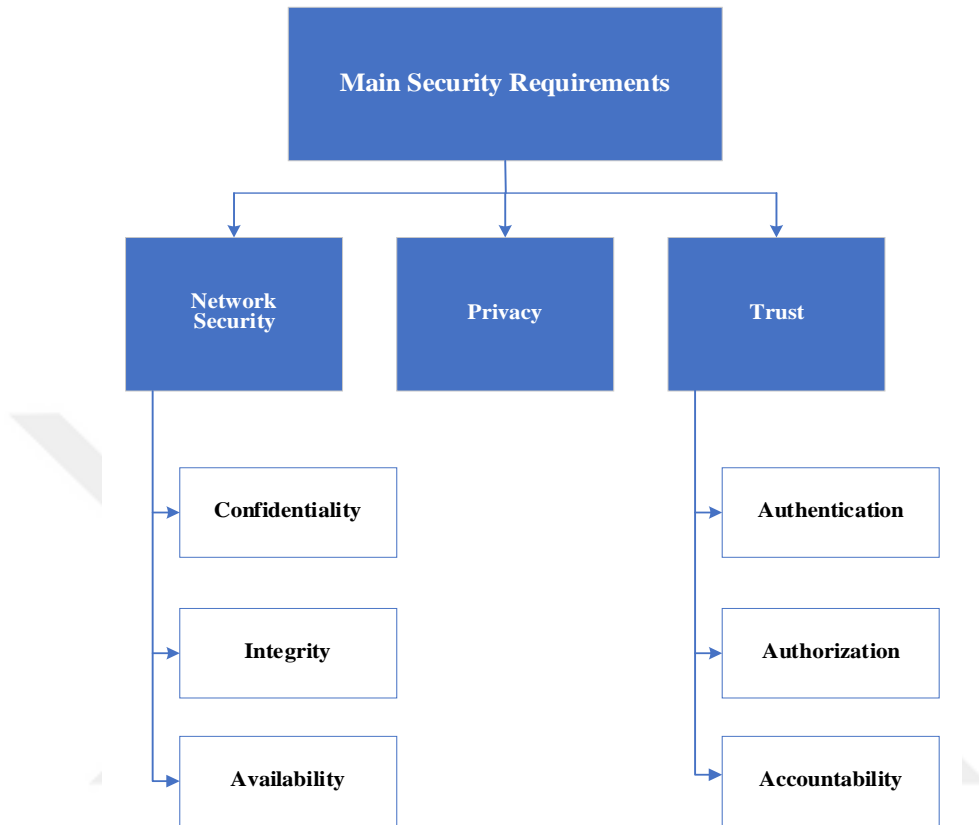 Main Security Requirements
Network
Security
Privacy
Trust
Confidentiality
Authentication
Integrity
Authorization
Availability
Accountability